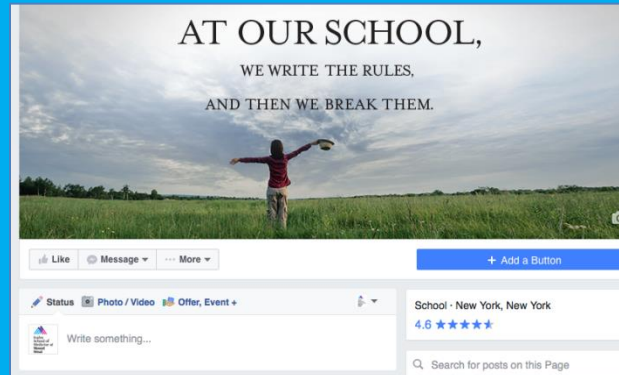 AT OUR SCHOOL,
WE WRITE THE RULES,
AND THEN WE BREAK THEM.
Like
Message
More
+ Add a Button
Status
Photo / Video
Offer, Event +
Write something...
School · New York, New York
4.6
Search for posts on this Page